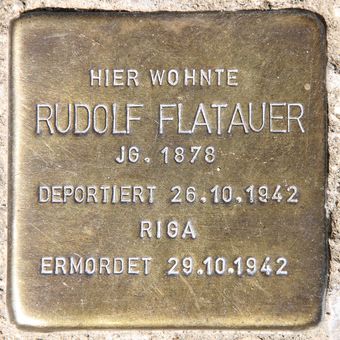 HIER WOHNTE
RUDOLF FLATAUER
JG. 1878
DEPORTIERT 26.10.1942
RIGA
ERMORDET 29.10.1942